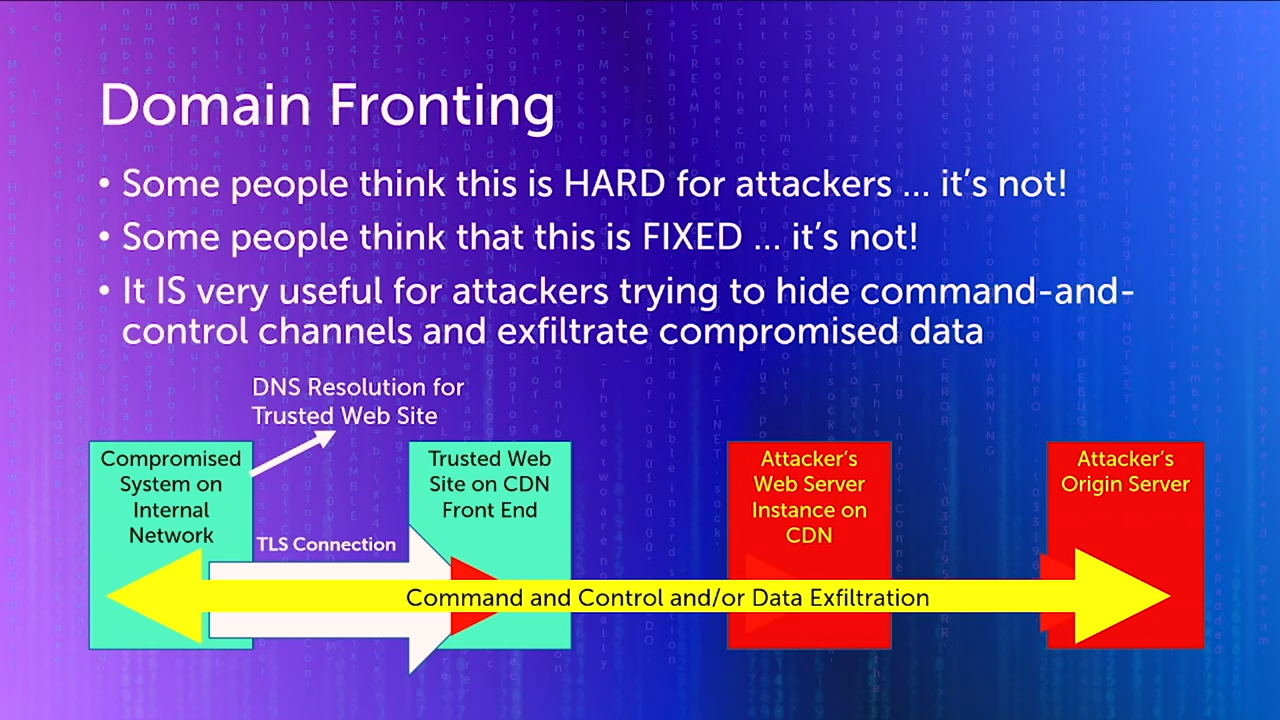 Domain Fronting
• Some people think this is HARD for attackers … it's not!
• Some people think that this is FIXED … it's not!
• It IS very useful for attackers trying to hide command-and-
control channels and exfiltrate compromised data
DNS Resolution for
Trusted Web Site
Compromised
System on
Internal
Network
TLS Connection
Trusted Web
Site on CDN
Front End
Attacker's
Web Server
Instance on
CDN
Attacker's
Origin Server
Command and Control and/or Data Exfiltration